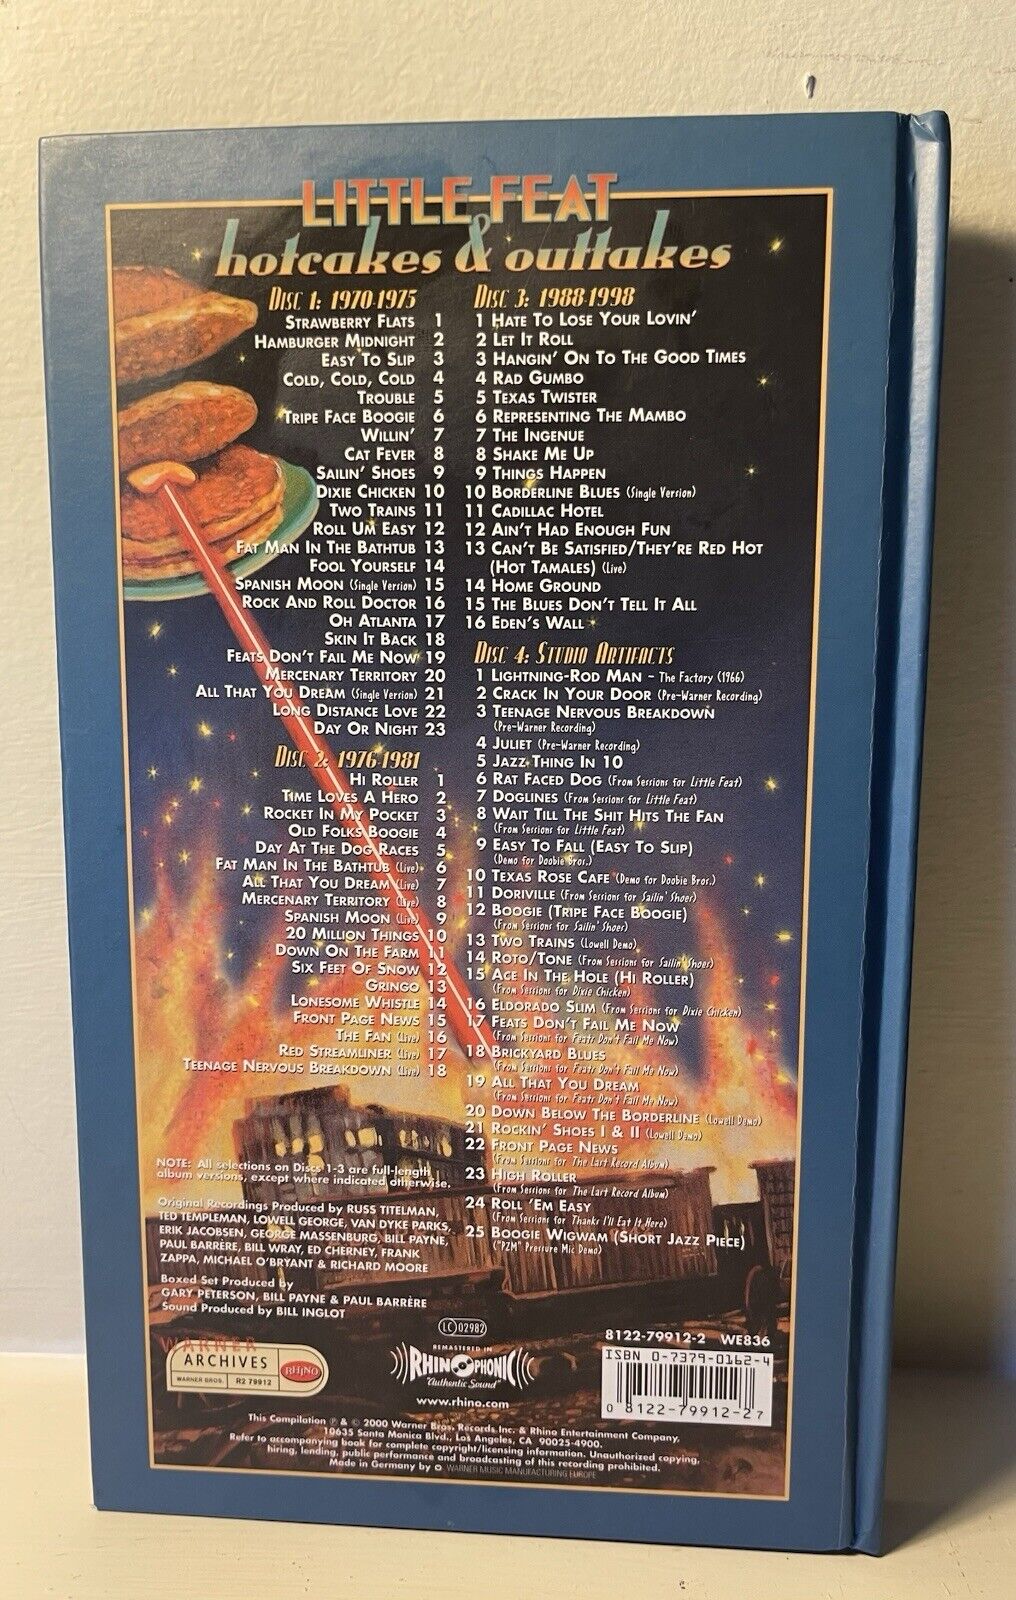 LITTLE FEAT
hotcakes & outtakes
DISC 1: 1970-1975
STRAWBERRY FLATS 1
HAMBURGER MIDNIGHT 2
EASY TO SLIP 3
COLD, COLD, COLD 4
TROUBLE 5
TRIPE FACE BOOGIE 6
WILLIN' 7
CAT FEVER 8
SAILIN' SHOES 9
DIXIE CHICKEN 10
TWO TRAINS 11
ROLL UM EASY 12
FAT MAN IN THE BATHTUB 13
FOOL YOURSELF 14
SPANISH MOON (Single Version) 15
ROCK AND ROLL DOCTOR 16
OH ATLANTA 17
SKIN IT BACK 18
FEATS DON'T FAIL ME NOW 19
MERCENARY TERRITORY 20
ALL THAT YOU DREAM (Single Version) 21
LONG DISTANCE LOVE 22
DAY OR NIGHT 23
DISC 2: 1976-1981
HI ROLLER 1
TIME LOVES A HERO 2
ROCKET IN MY POCKET 3
OLD FOLKS BOOGIE 4
DAY AT THE DOG RACES 5
FAT MAN IN THE BATHTUB (Live) 6
ALL THAT YOU DREAM (Live) 7
MERCENARY TERRITORY (Live) 8
SPANISH MOON (Live) 9
20 MILLION THINGS 10
DOWN ON THE FARM 11
SIX FEET OF SNOW 12
GRINGO 13
LONESOME WHISTLE 14
FRONT PAGE NEWS 15
THE FAN (Live) 16
RED STREAMLINER (Live) 17
TEENAGE NERVOUS BREAKDOWN (Live) 18
DISC 3: 1988-1998
1 HATE TO LOSE YOUR LOVIN'
2 LET IT ROLL
3 HANGIN' ON TO THE GOOD TIMES
4 RAD GUMBO
5 TEXAS TWISTER
6 REPRESENTING THE MAMBO
7 THE INGENUE
8 SHAKE ME UP
9 THINGS HAPPEN
10 BORDERLINE BLUES (Single Version)
11 CADILLAC HOTEL
12 AIN'T HAD ENOUGH FUN
13 CAN'T BE SATISFIED/THEY'RE RED HOT
(HOT TAMALES) (Live)
14 HOME GROUND
15 THE BLUES DON'T TELL IT ALL
16 EDEN'S WALL
DISC 4: STUDIO ARTIFACTS
1 LIGHTNING-ROD MAN - The Factory (1966)
2 CRACK IN YOUR DOOR (Pre-Warner Recording)
3 TEENAGE NERVOUS BREAKDOWN
(Pre-Warner Recording)
4 JULIET (Pre-Warner Recording)
5 JAZZ THING IN 10
6 RAT FACED DOG (From Sessions for Little Feat)
7 DOGLINES (From Sessions for Little Feat)
8 WAIT TILL THE SHIT HITS THE FAN
(From Sessions for Little Feat)
9 EASY TO FALL (EASY TO SLIP)
(Demo for Doobie Bros.)
10 TEXAS ROSE CAFE (Demo for Doobie Bros.)
11 DORIVILLE (From Sessions for Sailin' Shoes)
12 BOOGIE (TRIPE FACE BOOGIE)
(From Sessions for Sailin' Shoes)
13 TWO TRAINS (Lowell Demo)
14 ROTO/TONE (From Sessions for Sailin' Shoes)
15 ACE IN THE HOLE (HI ROLLER)
(From Sessions for Dixie Chicken)
16 ELDORADO SLIM (From Sessions for Dixie Chicken)
17 FEATS DON'T FAIL ME NOW
(From Sessions for Feats Don't Fail Me Now)
18 BRICKYARD BLUES
(From Sessions for Feats Don't Fail Me Now)
19 ALL THAT YOU DREAM
(From Sessions for Feats Don't Fail Me Now)
20 DOWN BELOW THE BORDERLINE (Lowell Demo)
21 ROCKIN' SHOES I & II (Lowell Demo)
22 FRONT PAGE NEWS
(From Sessions for The Last Record Album)
23 HIGH ROLLER
(From Sessions for The Last Record Album)
24 ROLL 'EM EASY
(From Sessions for Thanks I'll Eat It Here)
25 BOOGIE WIGWAM (SHORT JAZZ PIECE)
("PZM" Pressure Mic Demo)
NOTE: All selections on Discs 1-3 are full-length
album versions, except where indicated otherwise.
Original Recordings Produced by RUSS TITELMAN,
TED TEMPLEMAN, LOWELL GEORGE, VAN DYKE PARKS,
ERIK JACOBSEN, GEORGE MASSENBURG, BILL PAYNE,
PAUL BARRÈRE, BILL WRAY, ED CHERNEY, FRANK
ZAPPA, MICHAEL O'BRYANT & RICHARD MOORE
Boxed Set Produced by
GARY PETERSON, BILL PAYNE & PAUL BARRÈRE
Sound Produced by BILL INGLOT
WARNER
ARCHIVES
WARNER BROS. R2 79912
RHINO
LC 02982
REMASTERED IN
RHINOPHONIC
"Authentic Sound"
www.rhino.com
8122-79912-2 WE836
ISBN 0-7379-0162-4
0 8122-79912-27
This Compilation ℗ & © 2000 Warner Bros. Records Inc. & Rhino Entertainment Company,
10635 Santa Monica Blvd., Los Angeles, CA 90025-4900.
Refer to accompanying book for complete copyright/licensing information. Unauthorized copying,
hiring, lending, public performance and broadcasting of this recording prohibited.
Made in Germany by WARNER MUSIC MANUFACTURING EUROPE